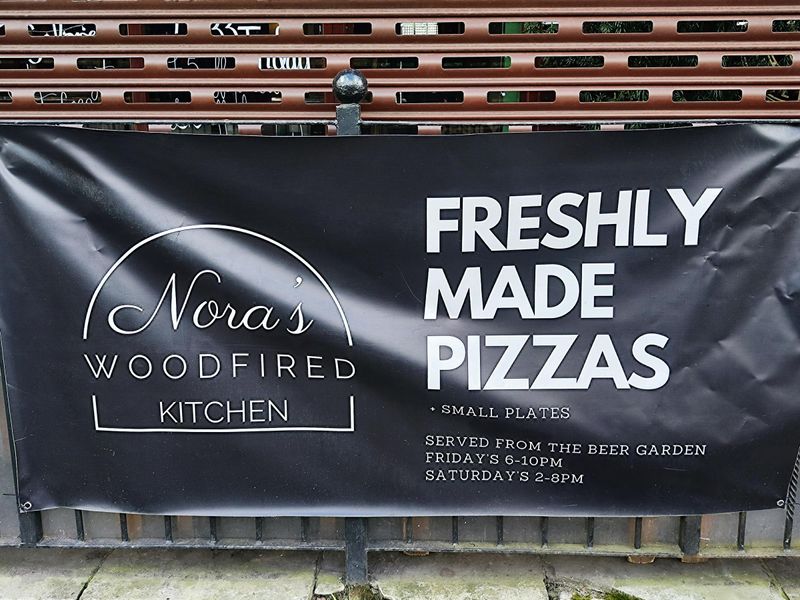 Nora's
WOODFIRED
KITCHEN
FRESHLY
MADE
PIZZAS
+ SMALL PLATES
SERVED FROM THE BEER GARDEN
FRIDAY'S 6-10PM
SATURDAY'S 2-8PM